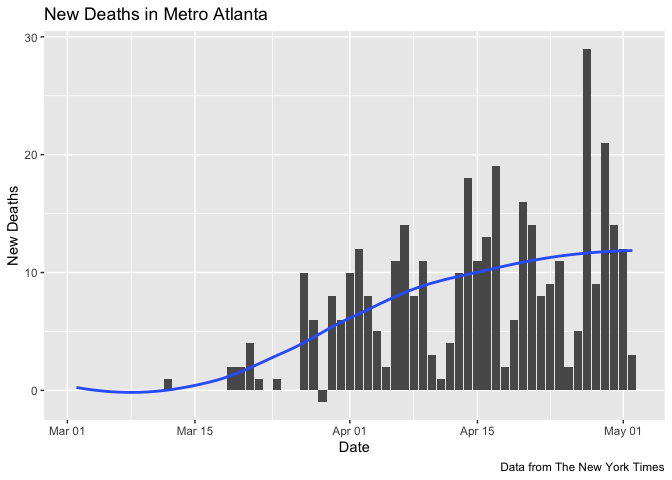 New Deaths in Metro Atlanta
30
20
10
0
New Deaths
Mar 01 Mar 15 Apr 01 Apr 15 May 01
Date
Data from The New York Times